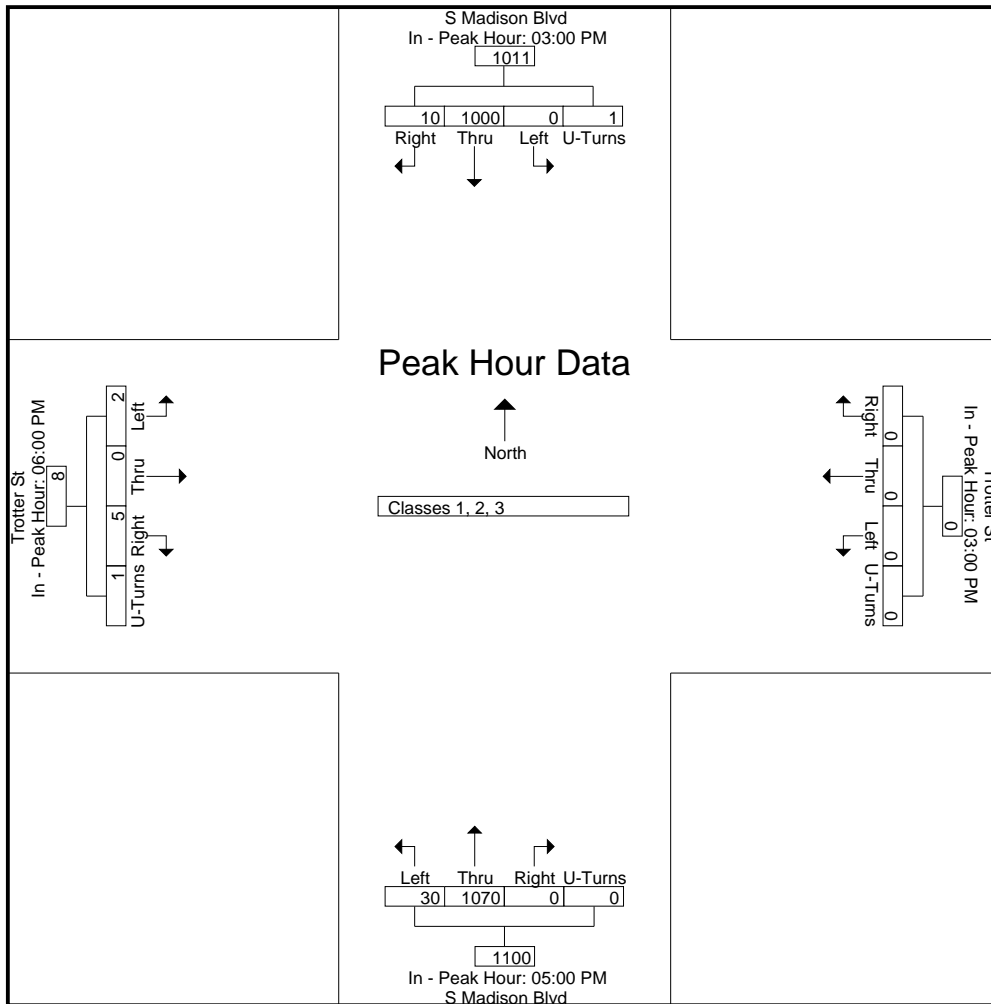 S Madison Blvd
In - Peak Hour: 03:00 PM
1011
10 1000 0 1
Right Thru Left U-Turns
Peak Hour Data
North
Classes 1, 2, 3
Trotter St
In - Peak Hour: 06:00 PM
8
2 0 5 1
Left Thru Right U-Turns
Trotter St
In - Peak Hour: 03:00 PM
0
0 0 0 0
Right Thru Left U-Turns
Left Thru Right U-Turns
30 1070 0 0
1100
In - Peak Hour: 05:00 PM
S Madison Blvd